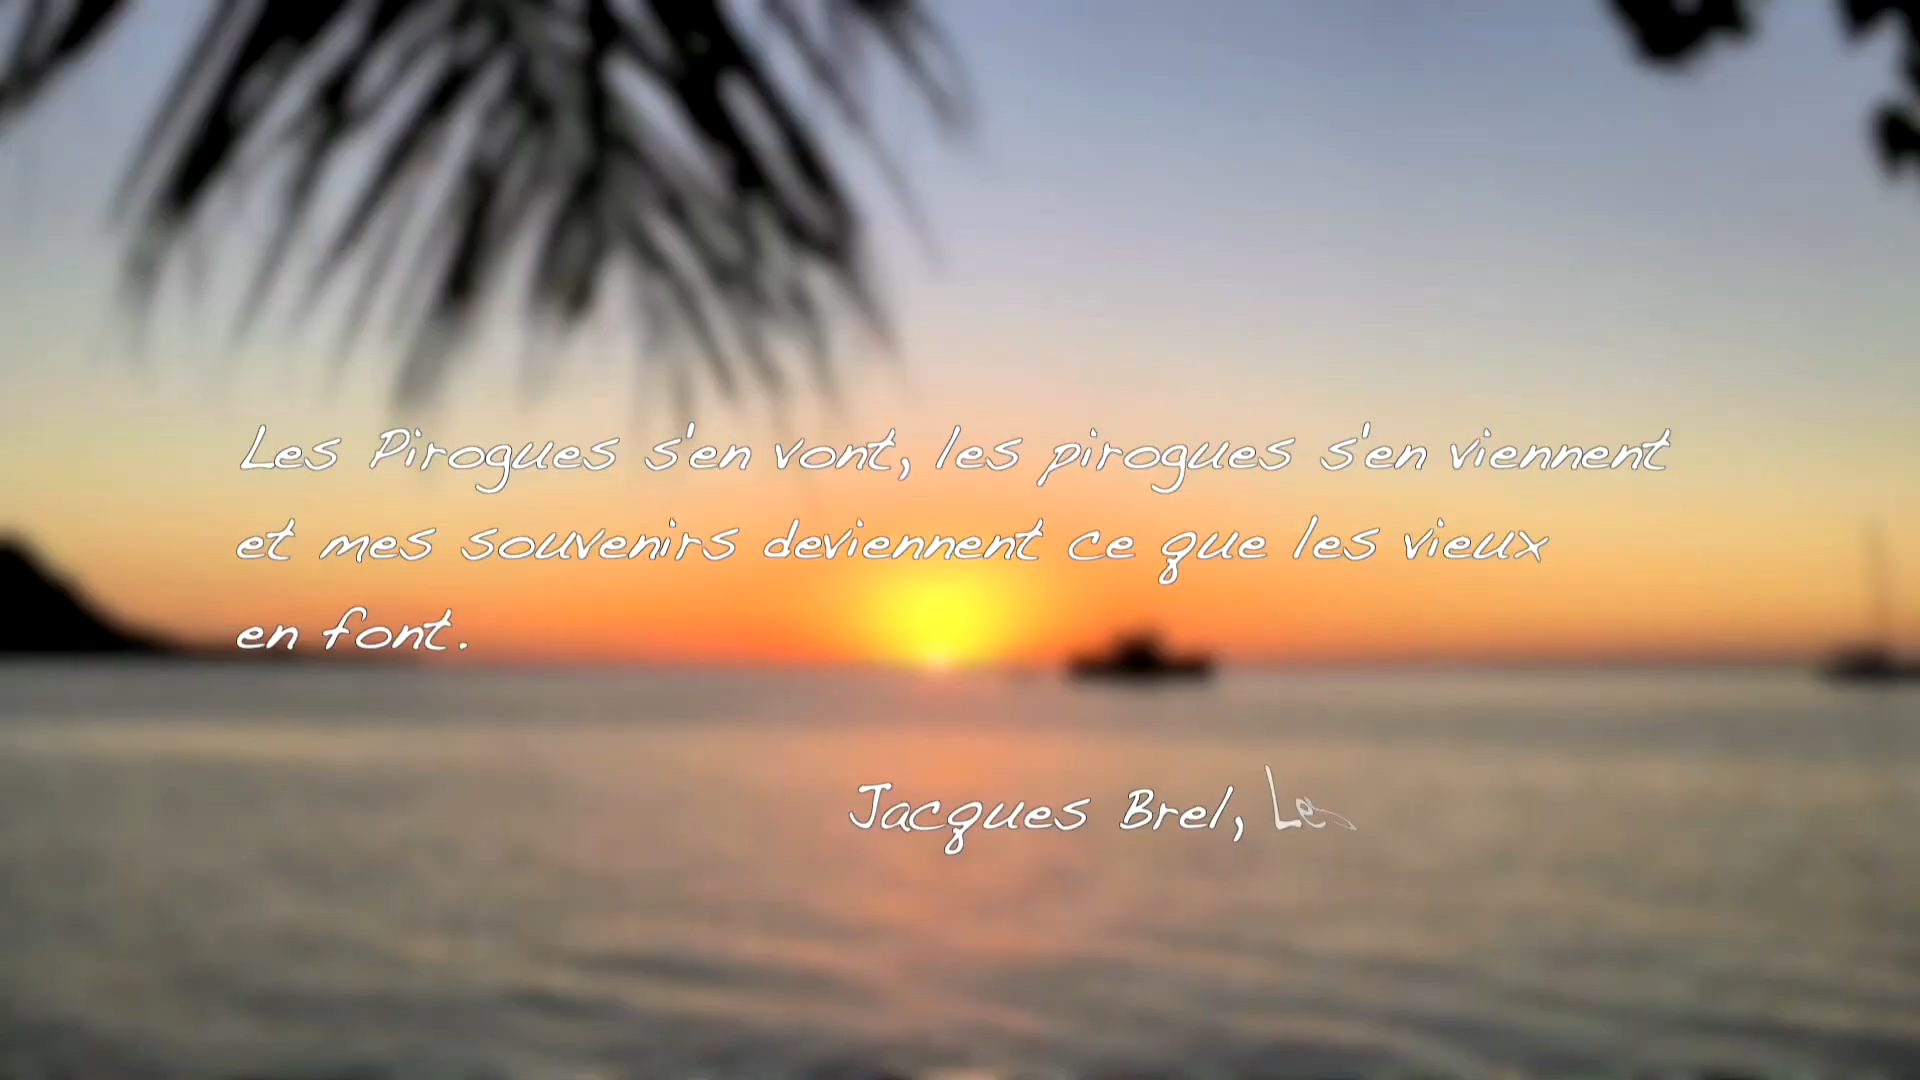 Les Pirogues s'en vont, les pirogues s'en viennent
et mes souvenirs deviennent ce que les vieux
en font.
Jacques Brel,